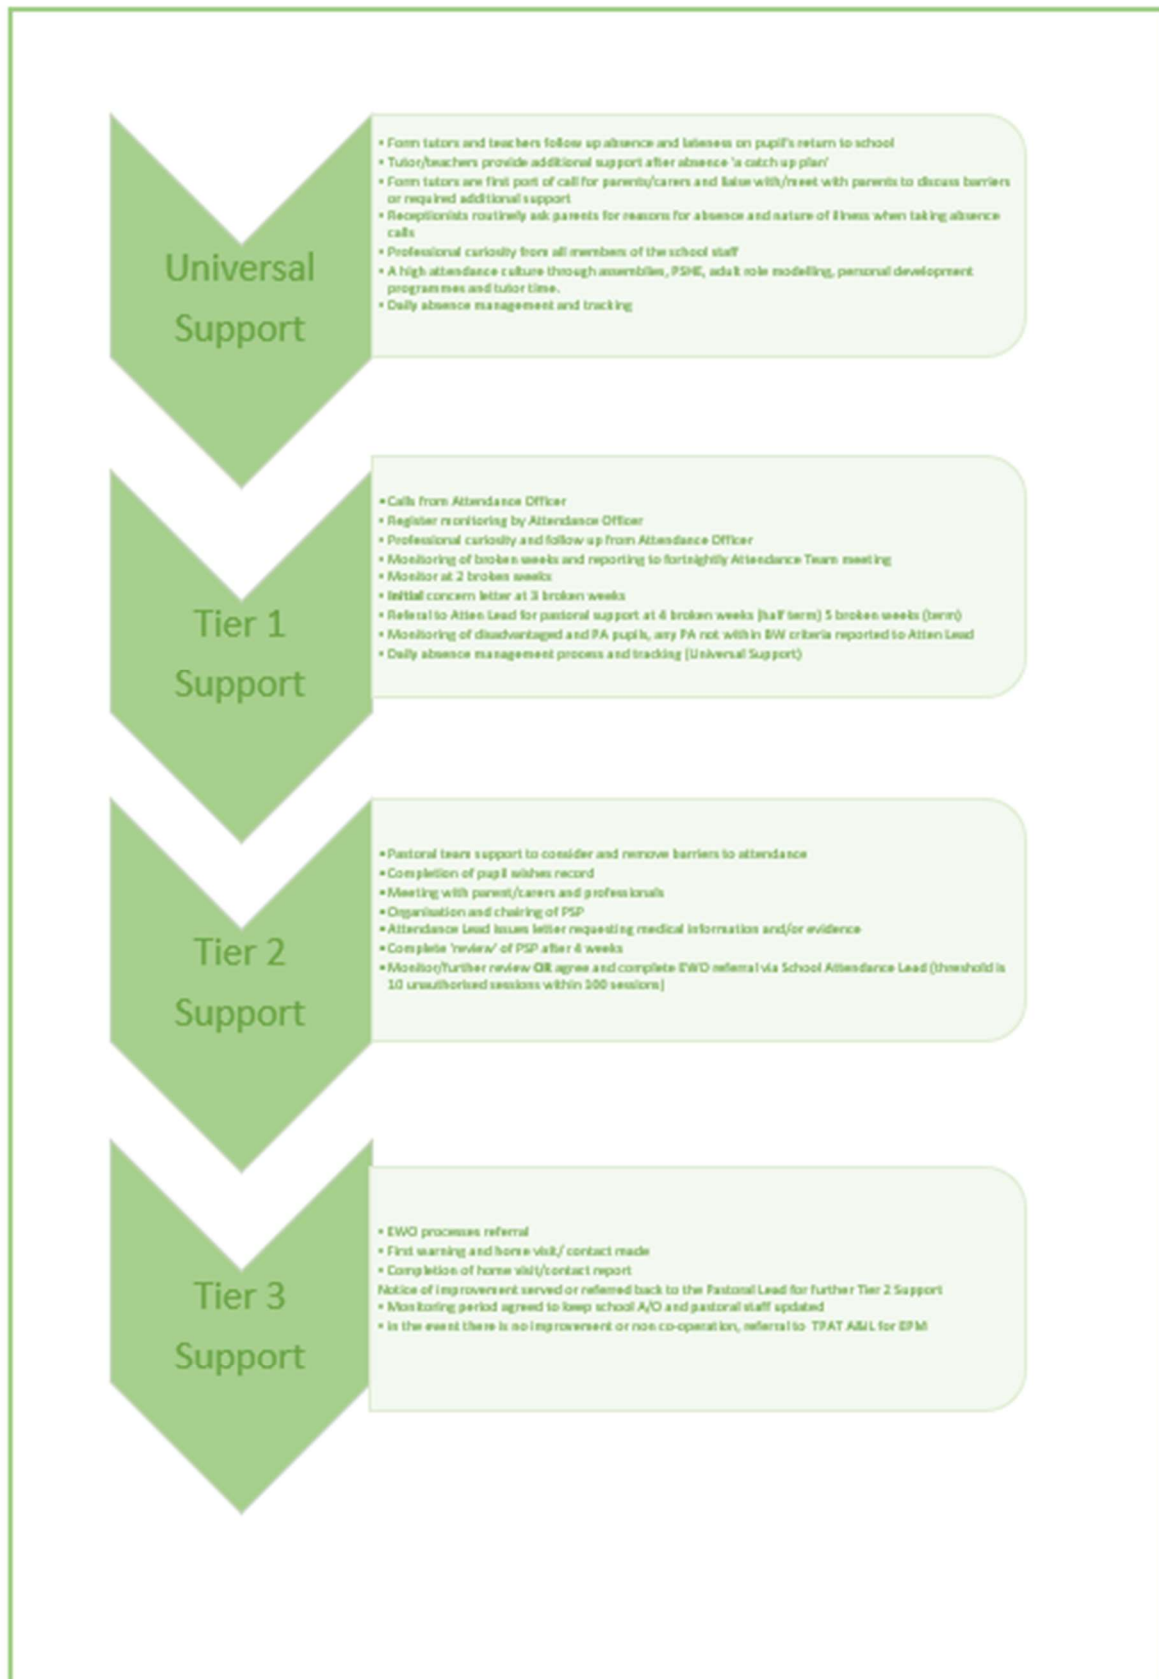 Universal
Support
• Form tutors and teachers follow up absence and lateness on pupil's return to school
• Tutor/teachers provide additional support after absence 'a catch up plan'
• Form tutors are first port of call for parents/carers and liaise with/meet with parents to discuss barriers
or required additional support
• Receptionists routinely ask parents for reasons for absence and nature of illness when taking absence
calls
• Professional curiosity from all members of the school staff
• A high attendance culture through assemblies, PSHE, adult role modelling, personal development
programmes and tutor time.
• Daily absence management and tracking
Tier 1
Support
• Calls from Attendance Officer
• Register monitoring by Attendance Officer
• Professional curiosity and follow up from Attendance Officer
• Monitoring of broken weeks and reporting to fortnightly Attendance Team meeting
• Monitor at 2 broken weeks
• Initial concern letter at 3 broken weeks
• Referal to Atten Lead for pastoral support at 4 broken weeks (half term) 5 broken weeks (term)
• Monitoring of disadvantaged and PA pupils, any PA not within BW criteria reported to Atten Lead
• Daily absence management process and tracking (Universal Support)
Tier 2
Support
• Pastoral team support to consider and remove barriers to attendance
• Completion of pupil wishes record
• Meeting with parent/carers and professionals
• Organisation and chairing of PSP
• Attendance Lead issues letter requesting medical information and/or evidence
• Complete 'review' of PSP after 4 weeks
• Monitor/further review OR agree and complete EWO referral via School Attendance Lead (threshold is
10 unauthorised sessions within 100 sessions)
Tier 3
Support
• EWO processes referral
• First warning and home visit/ contact made
• Completion of home visit/contact report
Notice of improvement served or referred back to the Pastoral Lead for further Tier 2 Support
• Monitoring period agreed to keep school A/O and pastoral staff updated
• in the event there is no improvement or non co-operation, referral to TPAT A&IL for EPM